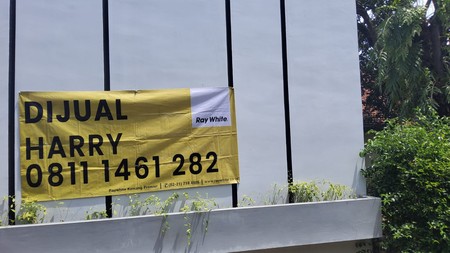 DIJUAL
Ray White
HARRY
0811 1461 282